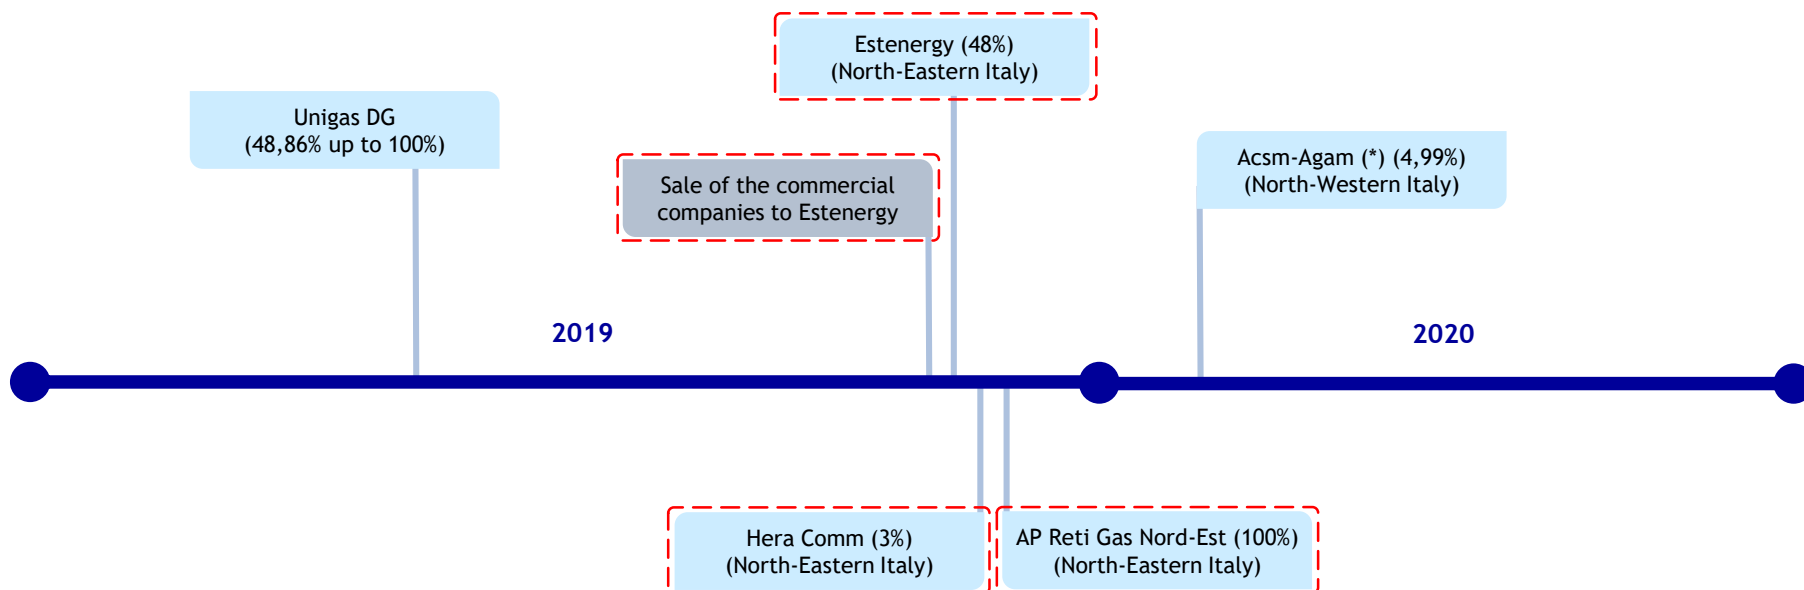 Estenergy (48%)
(North-Eastern Italy)
Unigas DG
(48,86% up to 100%)
Acsm-Agam (*) (4,99%)
(North-Western Italy)
Sale of the commercial
companies to Estenergy
2019
2020
Hera Comm (3%)
(North-Eastern Italy)
AP Reti Gas Nord-Est (100%)
(North-Eastern Italy)